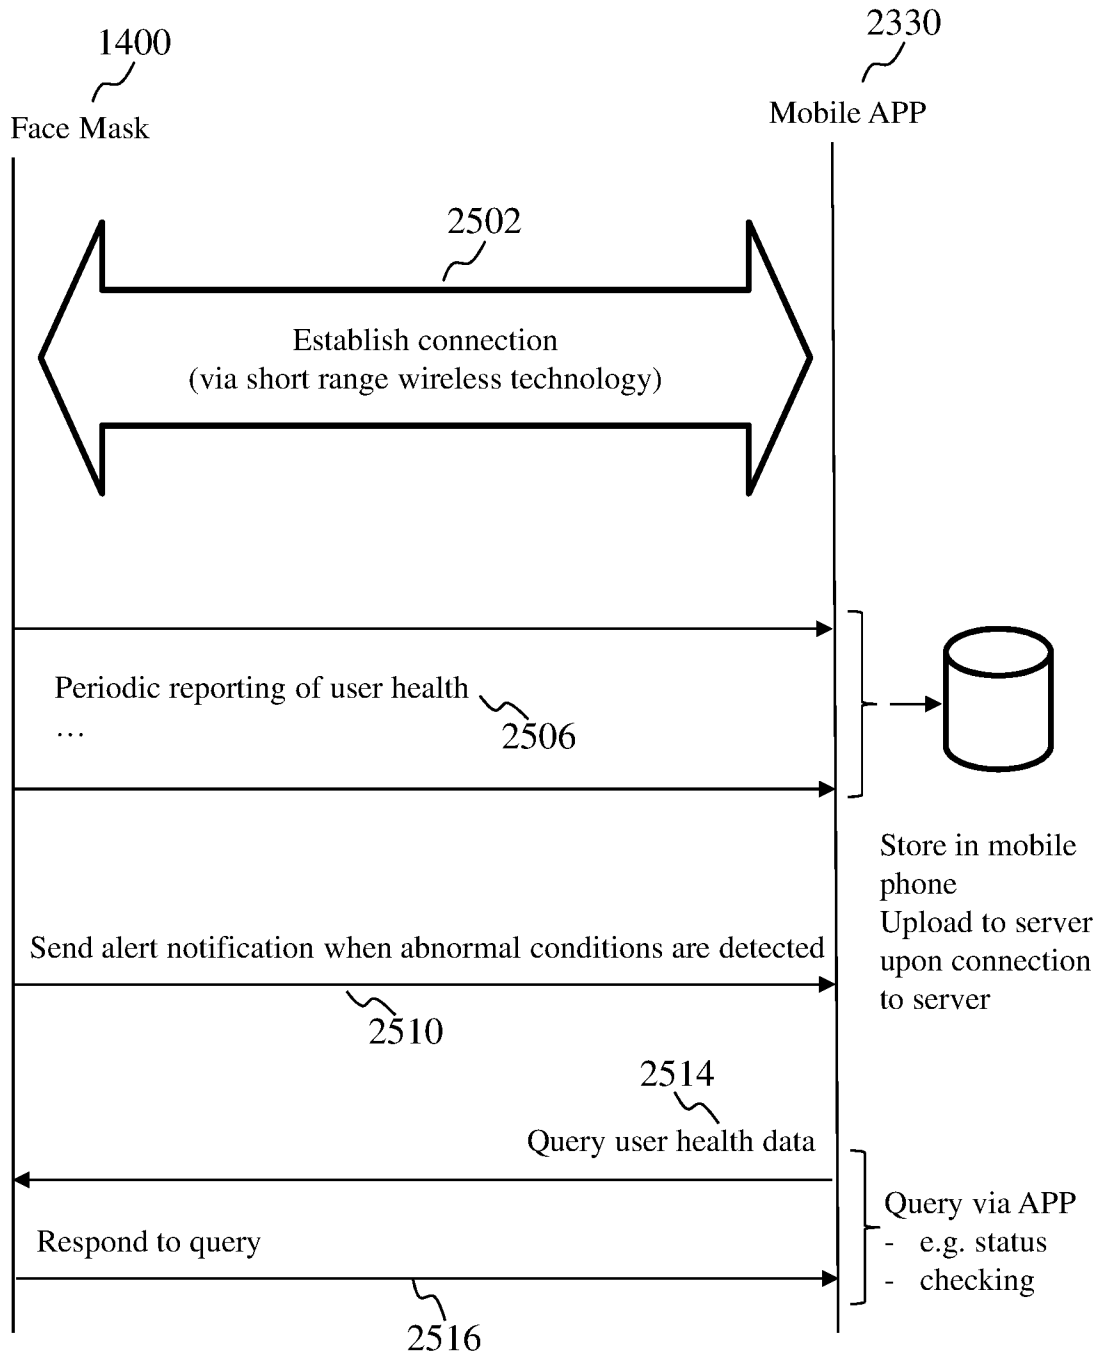 1400
2330
Face Mask
Mobile APP
2502
Establish connection
(via short range wireless technology)
Periodic reporting of user health
...
2506
Store in mobile
phone
Upload to server
upon connection
to server
Send alert notification when abnormal conditions are detected
2510
2514
Query user health data
Query via APP
- e.g. status
- checking
Respond to query
2516